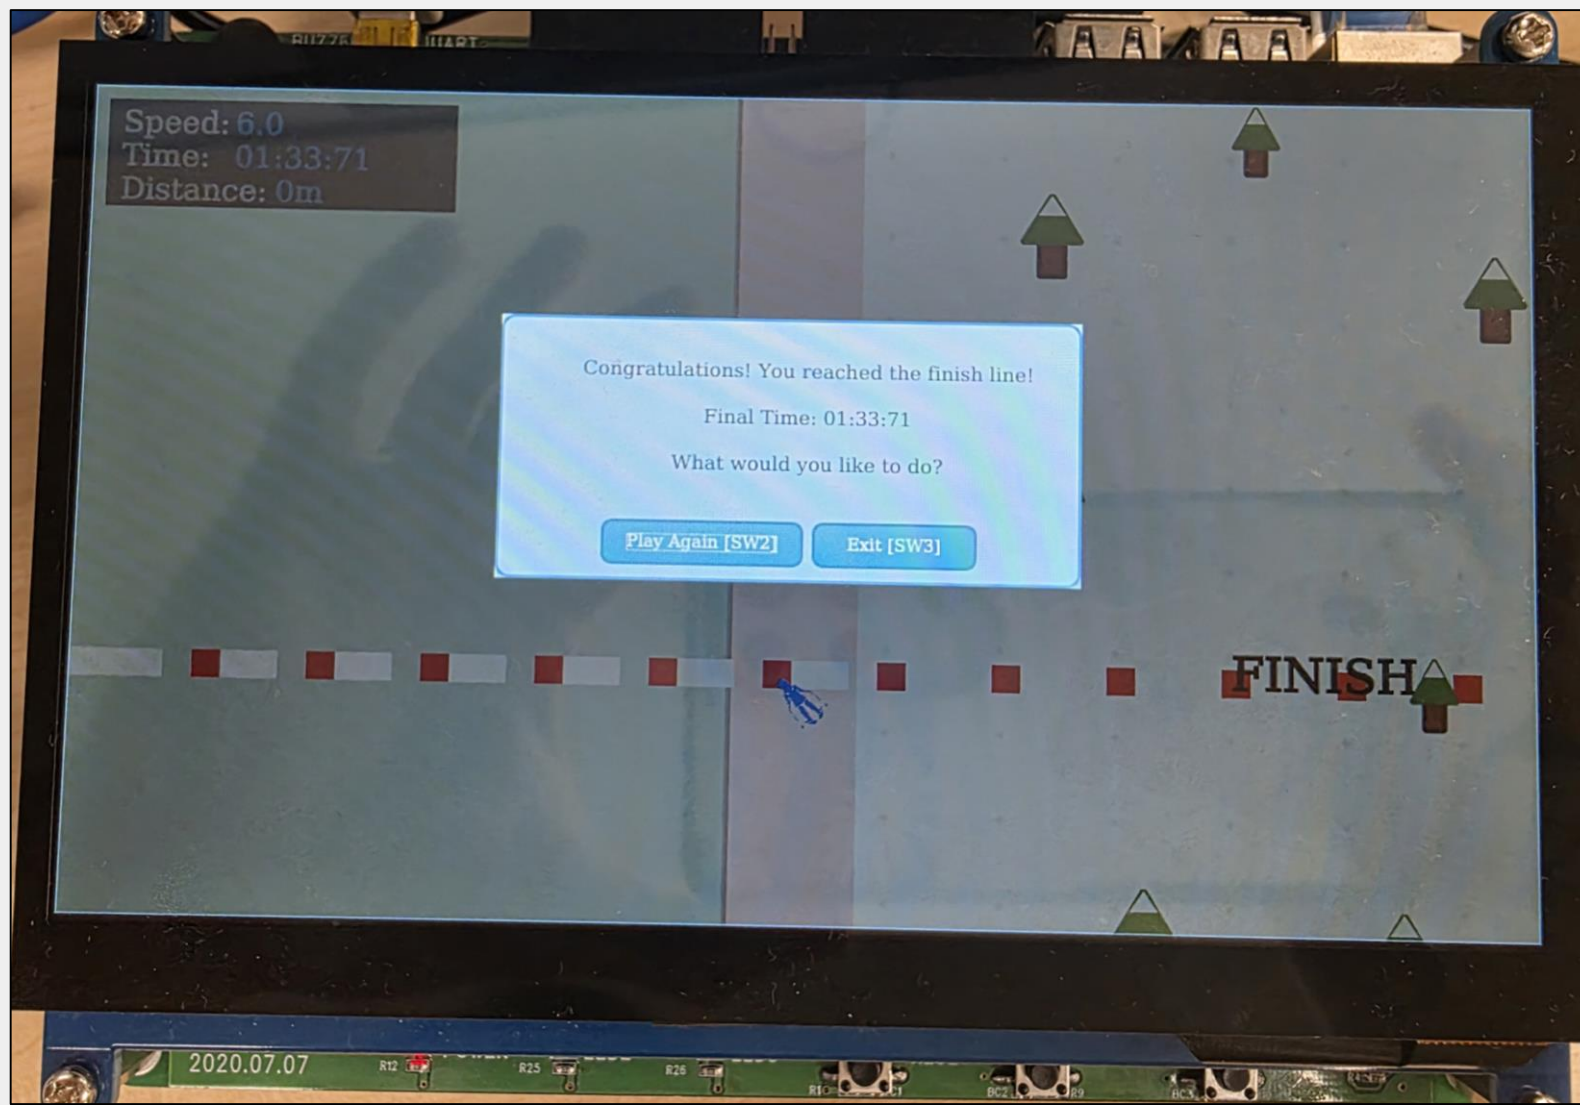 UART
Speed: 6.0
Time: 01:33:71
Distance: 0m
Congratulations! You reached the finish line!
Final Time: 01:33:71
What would you like to do?
Play Again [SW2]
Exit [SW3]
FINISH
2020.07.07
R12
R25
R26